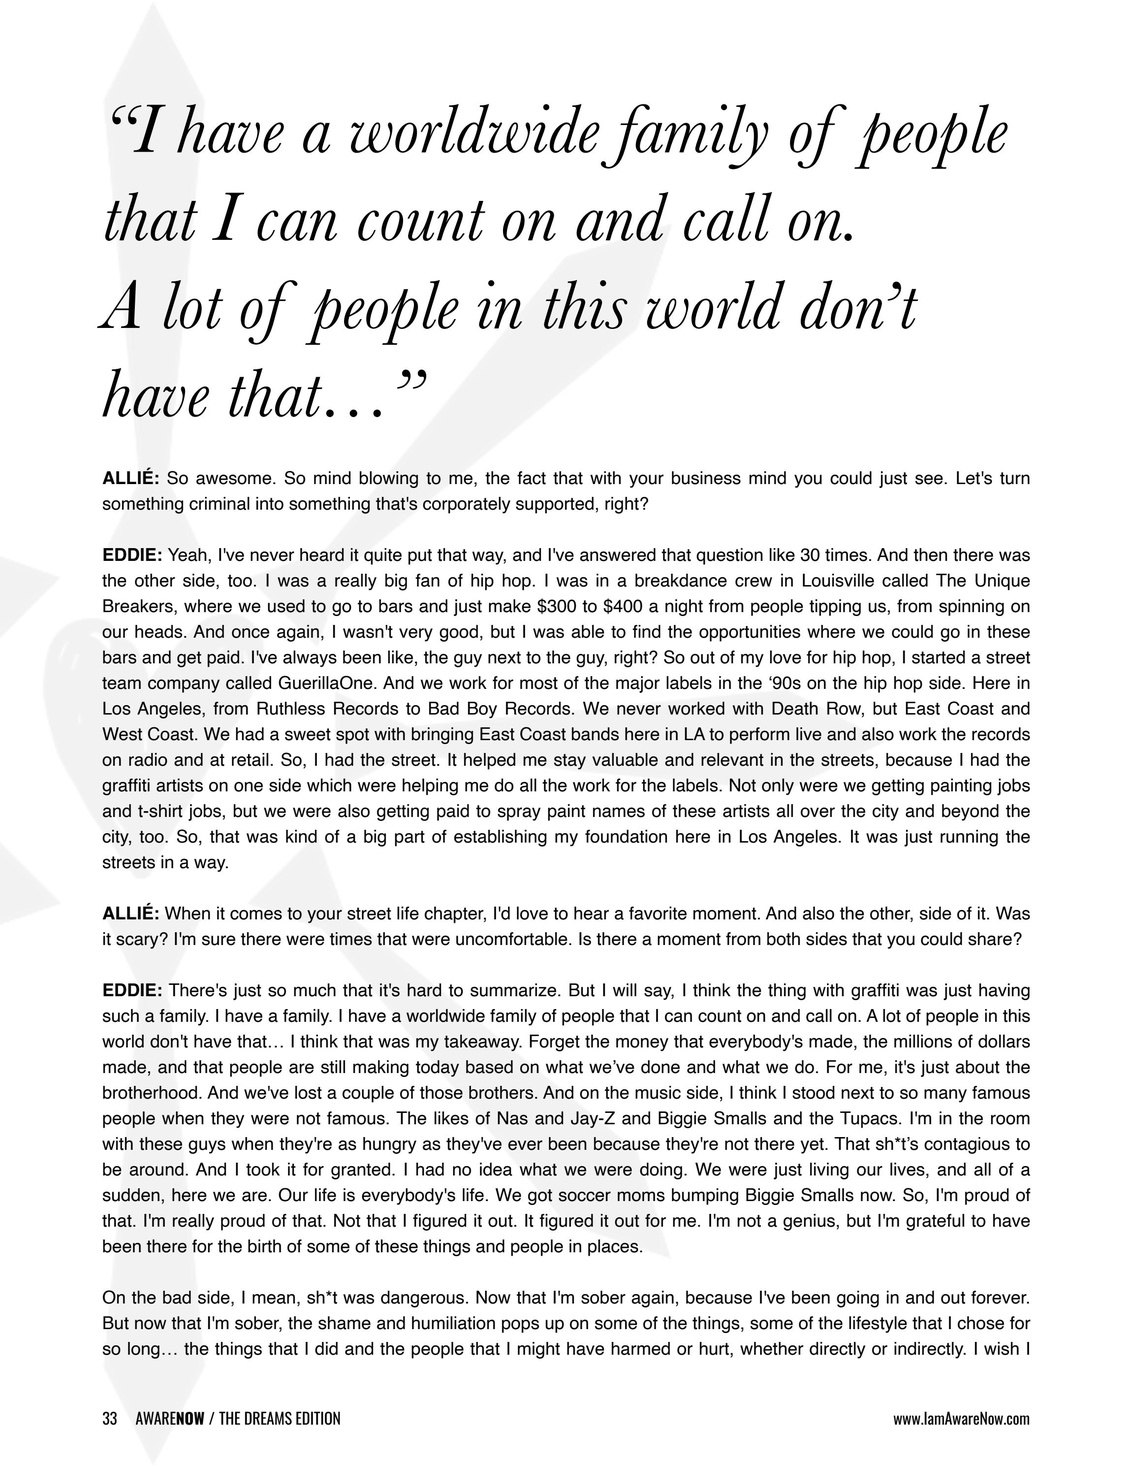 “I have a worldwide family of people
that I can count on and call on.
A lot of people in this world don’t
have that…”
ALLIÉ: So awesome. So mind blowing to me, the fact that with your business mind you could just see. Let's turn
something criminal into something that's corporately supported, right?
EDDIE: Yeah, I've never heard it quite put that way, and I've answered that question like 30 times. And then there was
the other side, too. I was a really big fan of hip hop. I was in a breakdance crew in Louisville called The Unique
Breakers, where we used to go to bars and just make $300 to $400 a night from people tipping us, from spinning on
our heads. And once again, I wasn't very good, but I was able to find the opportunities where we could go in these
bars and get paid. I've always been like, the guy next to the guy, right? So out of my love for hip hop, I started a street
team company called GuerillaOne. And we work for most of the major labels in the ‘90s on the hip hop side. Here in
Los Angeles, from Ruthless Records to Bad Boy Records. We never worked with Death Row, but East Coast and
West Coast. We had a sweet spot with bringing East Coast bands here in LA to perform live and also work the records
on radio and at retail. So, I had the street. It helped me stay valuable and relevant in the streets, because I had the
graffiti artists on one side which were helping me do all the work for the labels. Not only were we getting painting jobs
and t-shirt jobs, but we were also getting paid to spray paint names of these artists all over the city and beyond the
city, too. So, that was kind of a big part of establishing my foundation here in Los Angeles. It was just running the
streets in a way.
ALLIÉ: When it comes to your street life chapter, I'd love to hear a favorite moment. And also the other, side of it. Was
it scary? I'm sure there were times that were uncomfortable. Is there a moment from both sides that you could share?
EDDIE: There's just so much that it's hard to summarize. But I will say, I think the thing with graffiti was just having
such a family. I have a family. I have a worldwide family of people that I can count on and call on. A lot of people in this
world don't have that… I think that was my takeaway. Forget the money that everybody's made, the millions of dollars
made, and that people are still making today based on what we’ve done and what we do. For me, it's just about the
brotherhood. And we've lost a couple of those brothers. And on the music side, I think I stood next to so many famous
people when they were not famous. The likes of Nas and Jay-Z and Biggie Smalls and the Tupacs. I'm in the room
with these guys when they're as hungry as they've ever been because they're not there yet. That sh*t’s contagious to
be around. And I took it for granted. I had no idea what we were doing. We were just living our lives, and all of a
sudden, here we are. Our life is everybody's life. We got soccer moms bumping Biggie Smalls now. So, I'm proud of
that. I'm really proud of that. Not that I figured it out. It figured it out for me. I'm not a genius, but I'm grateful to have
been there for the birth of some of these things and people in places.
On the bad side, I mean, sh*t was dangerous. Now that I'm sober again, because I've been going in and out forever.
But now that I'm sober, the shame and humiliation pops up on some of the things, some of the lifestyle that I chose for
so long… the things that I did and the people that I might have harmed or hurt, whether directly or indirectly. I wish I
33 AWARENOW / THE DREAMS EDITION
www.IamAwareNow.com